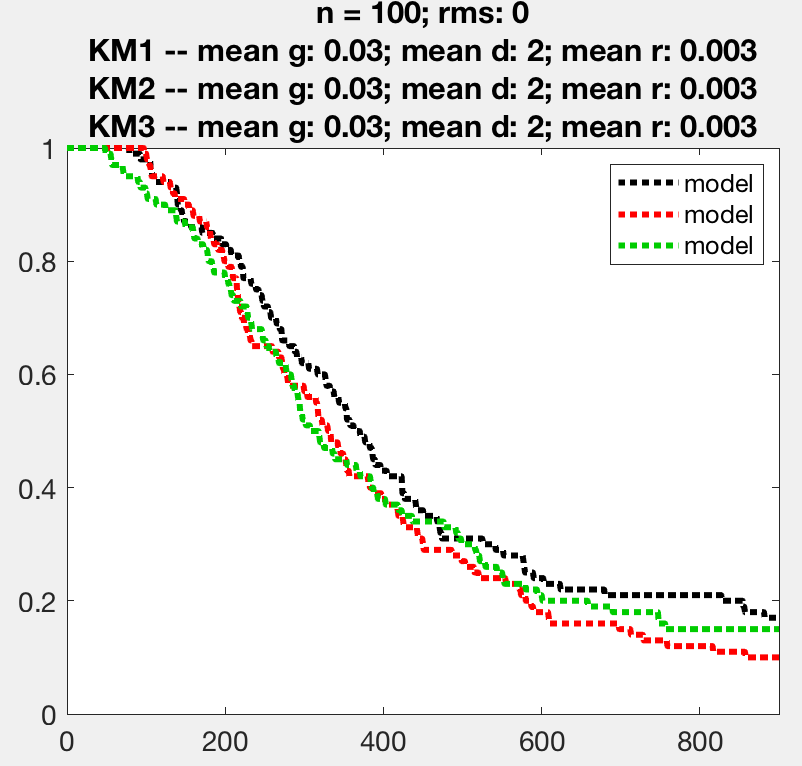 n = 100; rms: 0
KM1 -- mean g: 0.03; mean d: 2; mean r: 0.003
KM2 -- mean g: 0.03; mean d: 2; mean r: 0.003
KM3 -- mean g: 0.03; mean d: 2; mean r: 0.003
1
model
model
model
0.8
0.6
0.4
0.2
0
0 200 400 600 800